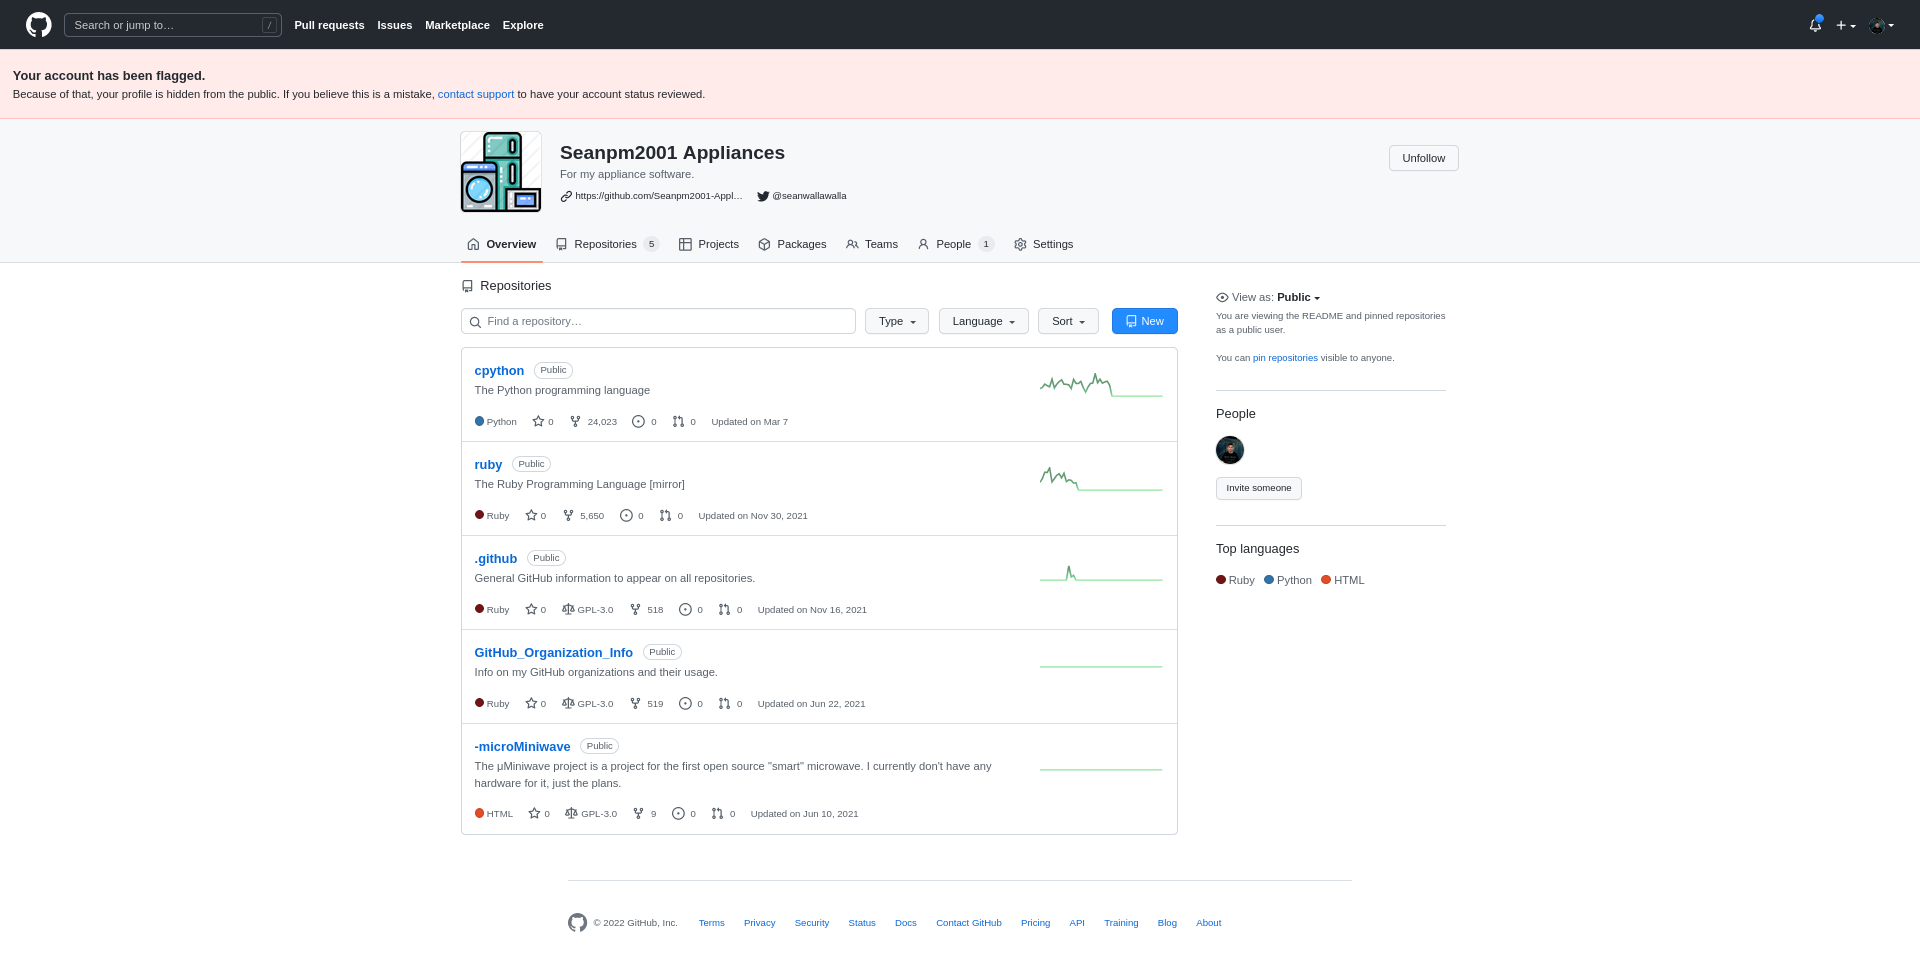 Search or jump to… /
Pull requests Issues Marketplace Explore
Your account has been flagged.
Because of that, your profile is hidden from the public. If you believe this is a mistake, contact support to have your account status reviewed.
Seanpm2001 Appliances
For my appliance software.
https://github.com/Seanpm2001-Appl… @seanwallawalla
Unfollow
Overview Repositories 5 Projects Packages Teams People 1 Settings
Repositories
Find a repository… Type Language Sort New
cpython Public
The Python programming language
Python 0 24,023 0 0 Updated on Mar 7
ruby Public
The Ruby Programming Language [mirror]
Ruby 0 5,650 0 0 Updated on Nov 30, 2021
.github Public
General GitHub information to appear on all repositories.
Ruby 0 GPL-3.0 518 0 0 Updated on Nov 16, 2021
GitHub_Organization_Info Public
Info on my GitHub organizations and their usage.
Ruby 0 GPL-3.0 519 0 0 Updated on Jun 22, 2021
-microMiniwave Public
The μMiniwave project is a project for the first open source "smart" microwave. I currently don't have any
hardware for it, just the plans.
HTML 0 GPL-3.0 9 0 0 Updated on Jun 10, 2021
View as: Public
You are viewing the README and pinned repositories
as a public user.
You can pin repositories visible to anyone.
People
Invite someone
Top languages
Ruby Python HTML
© 2022 GitHub, Inc. Terms Privacy Security Status Docs Contact GitHub Pricing API Training Blog About